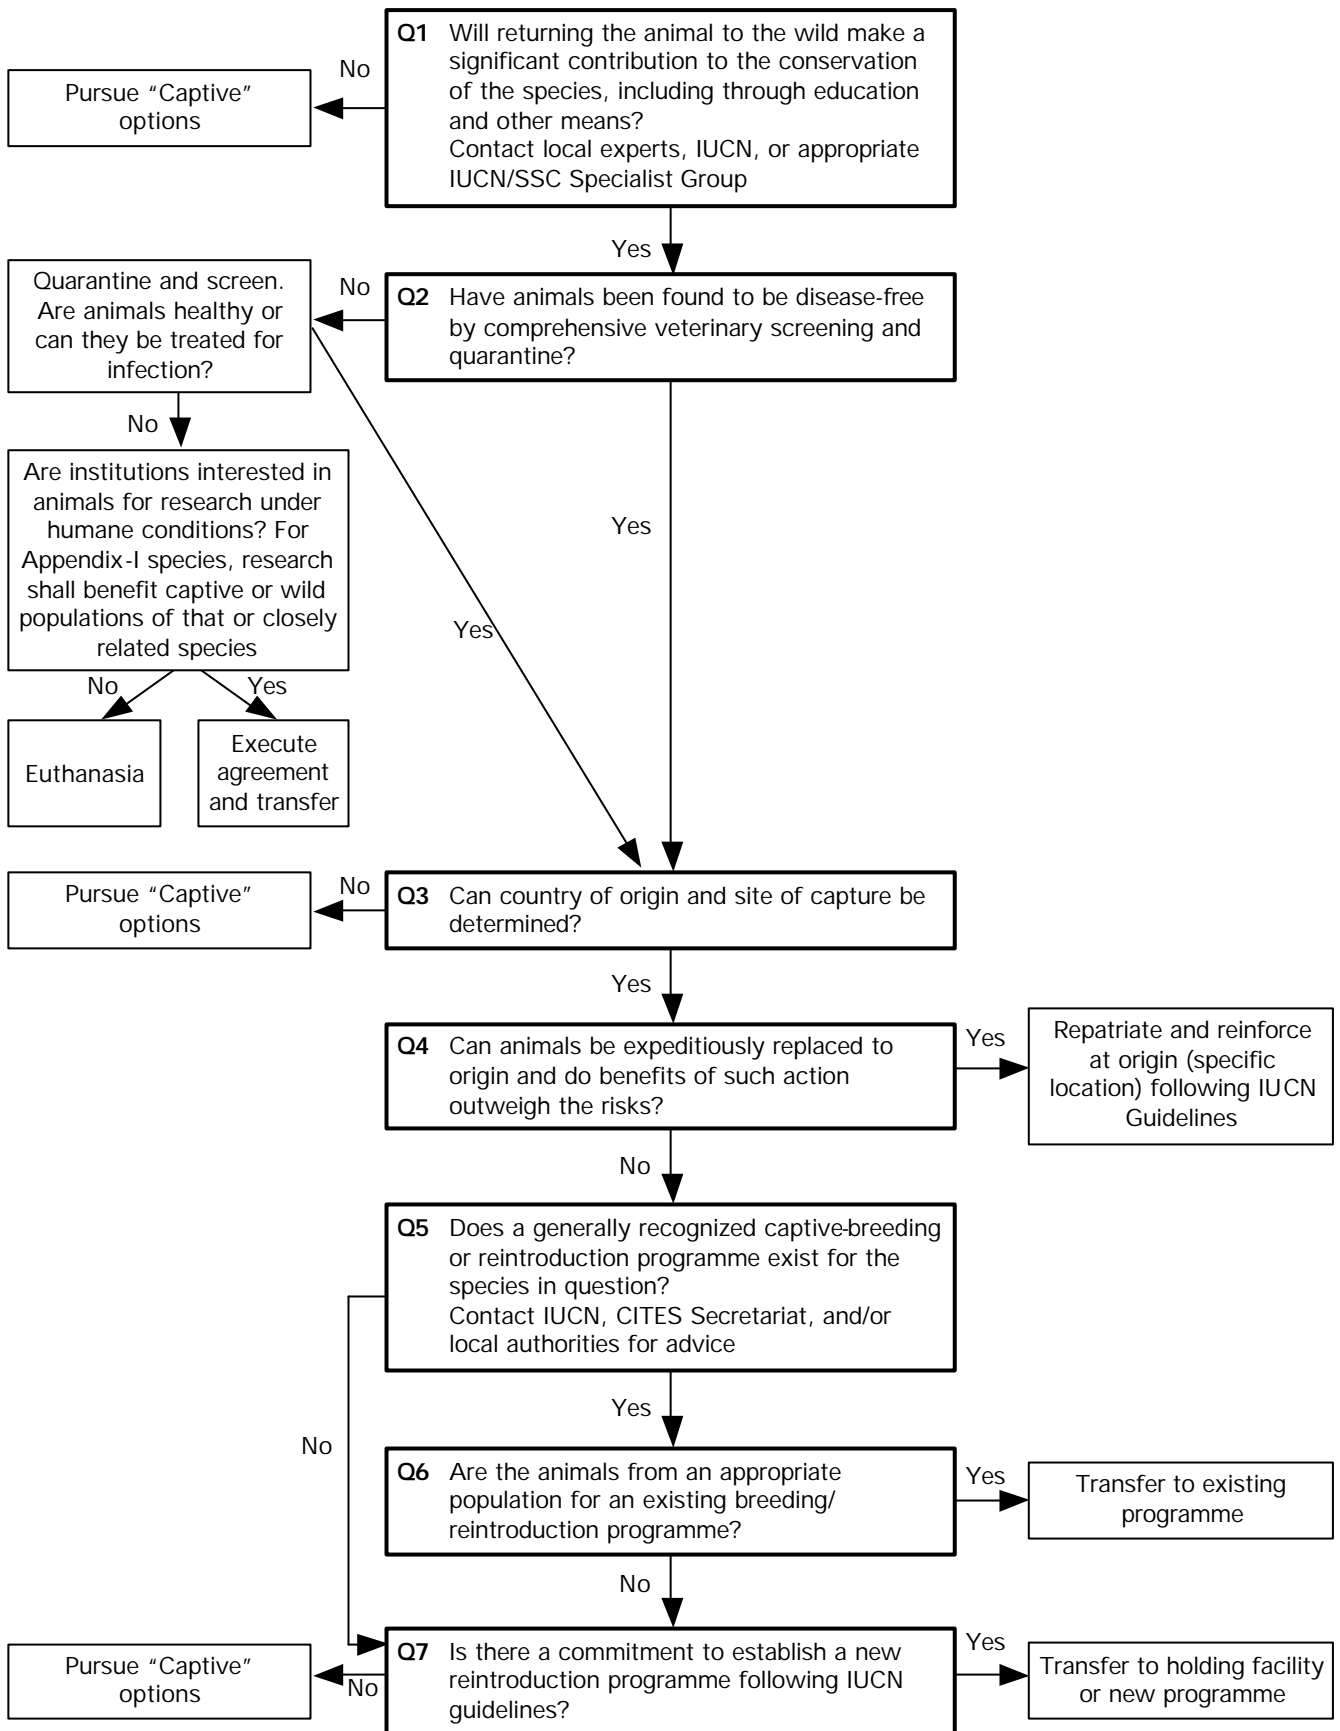 Q1 Will returning the animal to the wild make a
significant contribution to the conservation
of the species, including through education
and other means?
Contact local experts, IUCN, or appropriate
IUCN/SSC Specialist Group
No
Pursue “Captive”
options
Yes
Q2 Have animals been found to be disease-free
by comprehensive veterinary screening and
quarantine?
No
Quarantine and screen.
Are animals healthy or
can they be treated for
infection?
No
Are institutions interested in
animals for research under
humane conditions? For
Appendix-I species, research
shall benefit captive or wild
populations of that or closely
related species
Yes
Yes
No
Yes
Euthanasia
Execute
agreement
and transfer
Q3 Can country of origin and site of capture be
determined?
No
Pursue “Captive”
options
Yes
Q4 Can animals be expeditiously replaced to
origin and do benefits of such action
outweigh the risks?
Yes
Repatriate and reinforce
at origin (specific
location) following IUCN
Guidelines
No
Q5 Does a generally recognized captive-breeding
or reintroduction programme exist for the
species in question?
Contact IUCN, CITES Secretariat, and/or
local authorities for advice
Yes
No
Q6 Are the animals from an appropriate
population for an existing breeding/
reintroduction programme?
Yes
Transfer to existing
programme
No
Q7 Is there a commitment to establish a new
reintroduction programme following IUCN
guidelines?
No
Pursue “Captive”
options
Yes
Transfer to holding facility
or new programme